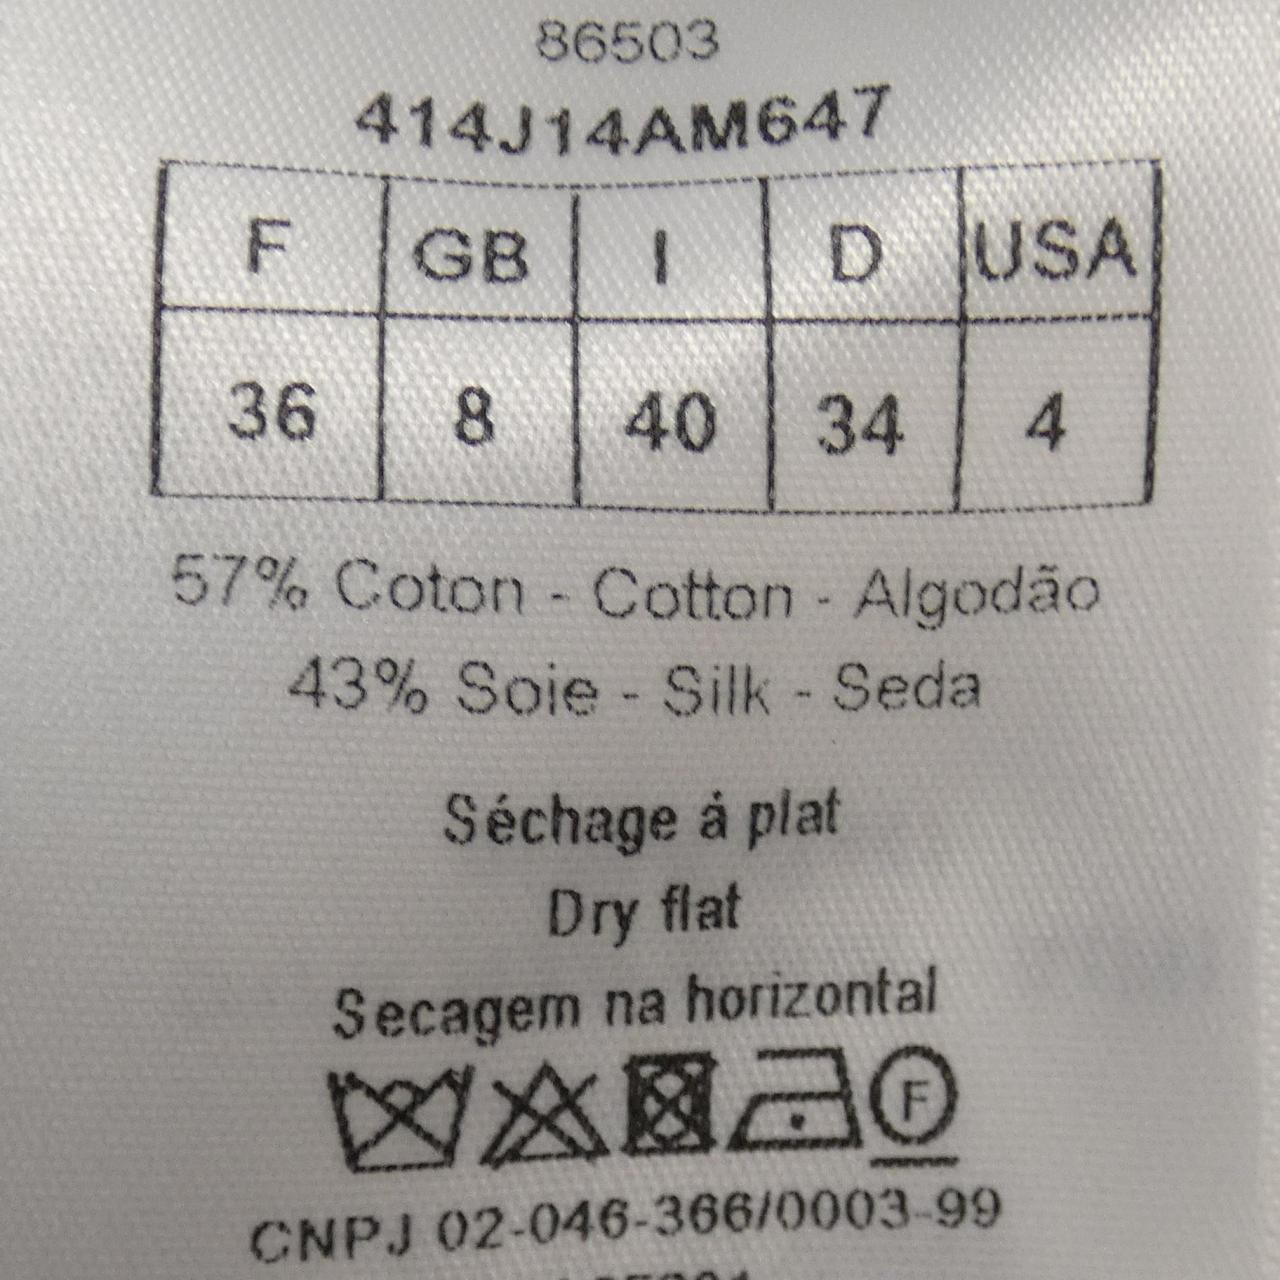 86503
414J14AM647
F GB I D USA
36 8 40 34 4
57% Coton - Cotton - Algodão
43% Soie - Silk - Seda
Séchage á plat
Dry flat
Secagem na horizontal
F
CNPJ 02-046-366/0003-99